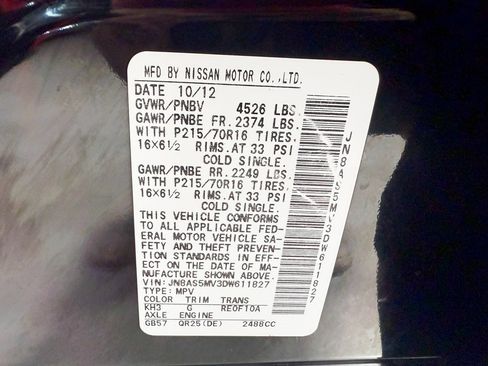 MFD BY NISSAN MOTOR CO.,LTD.
DATE 10/12
GVWR/PNBV 4526 LBS.
GAWR/PNBE FR. 2374 LBS.
WITH P215/70R16 TIRES,
16×6½ RIMS.AT 33 PSI
COLD SINGLE.
GAWR/PNBE RR. 2249 LBS.
WITH P215/70R16 TIRES,
16×6½ RIMS.AT 33 PSI
COLD SINGLE.
THIS VEHICLE CONFORMS
TO ALL APPLICABLE FED-
ERAL MOTOR VEHICLE SA-
FETY AND THEFT PREVEN-
TION STANDARDS IN EFF-
ECT ON THE DATE OF MA-
NUFACTURE SHOWN ABOVE.
VIN: JN8AS5MV3DW611827
TYPE: MPV
COLOR TRIM TRANS
KH3 G RE0F10A
AXLE ENGINE
GB57 QR25(DE) 2488CC
JN8AS5MV3DW611827